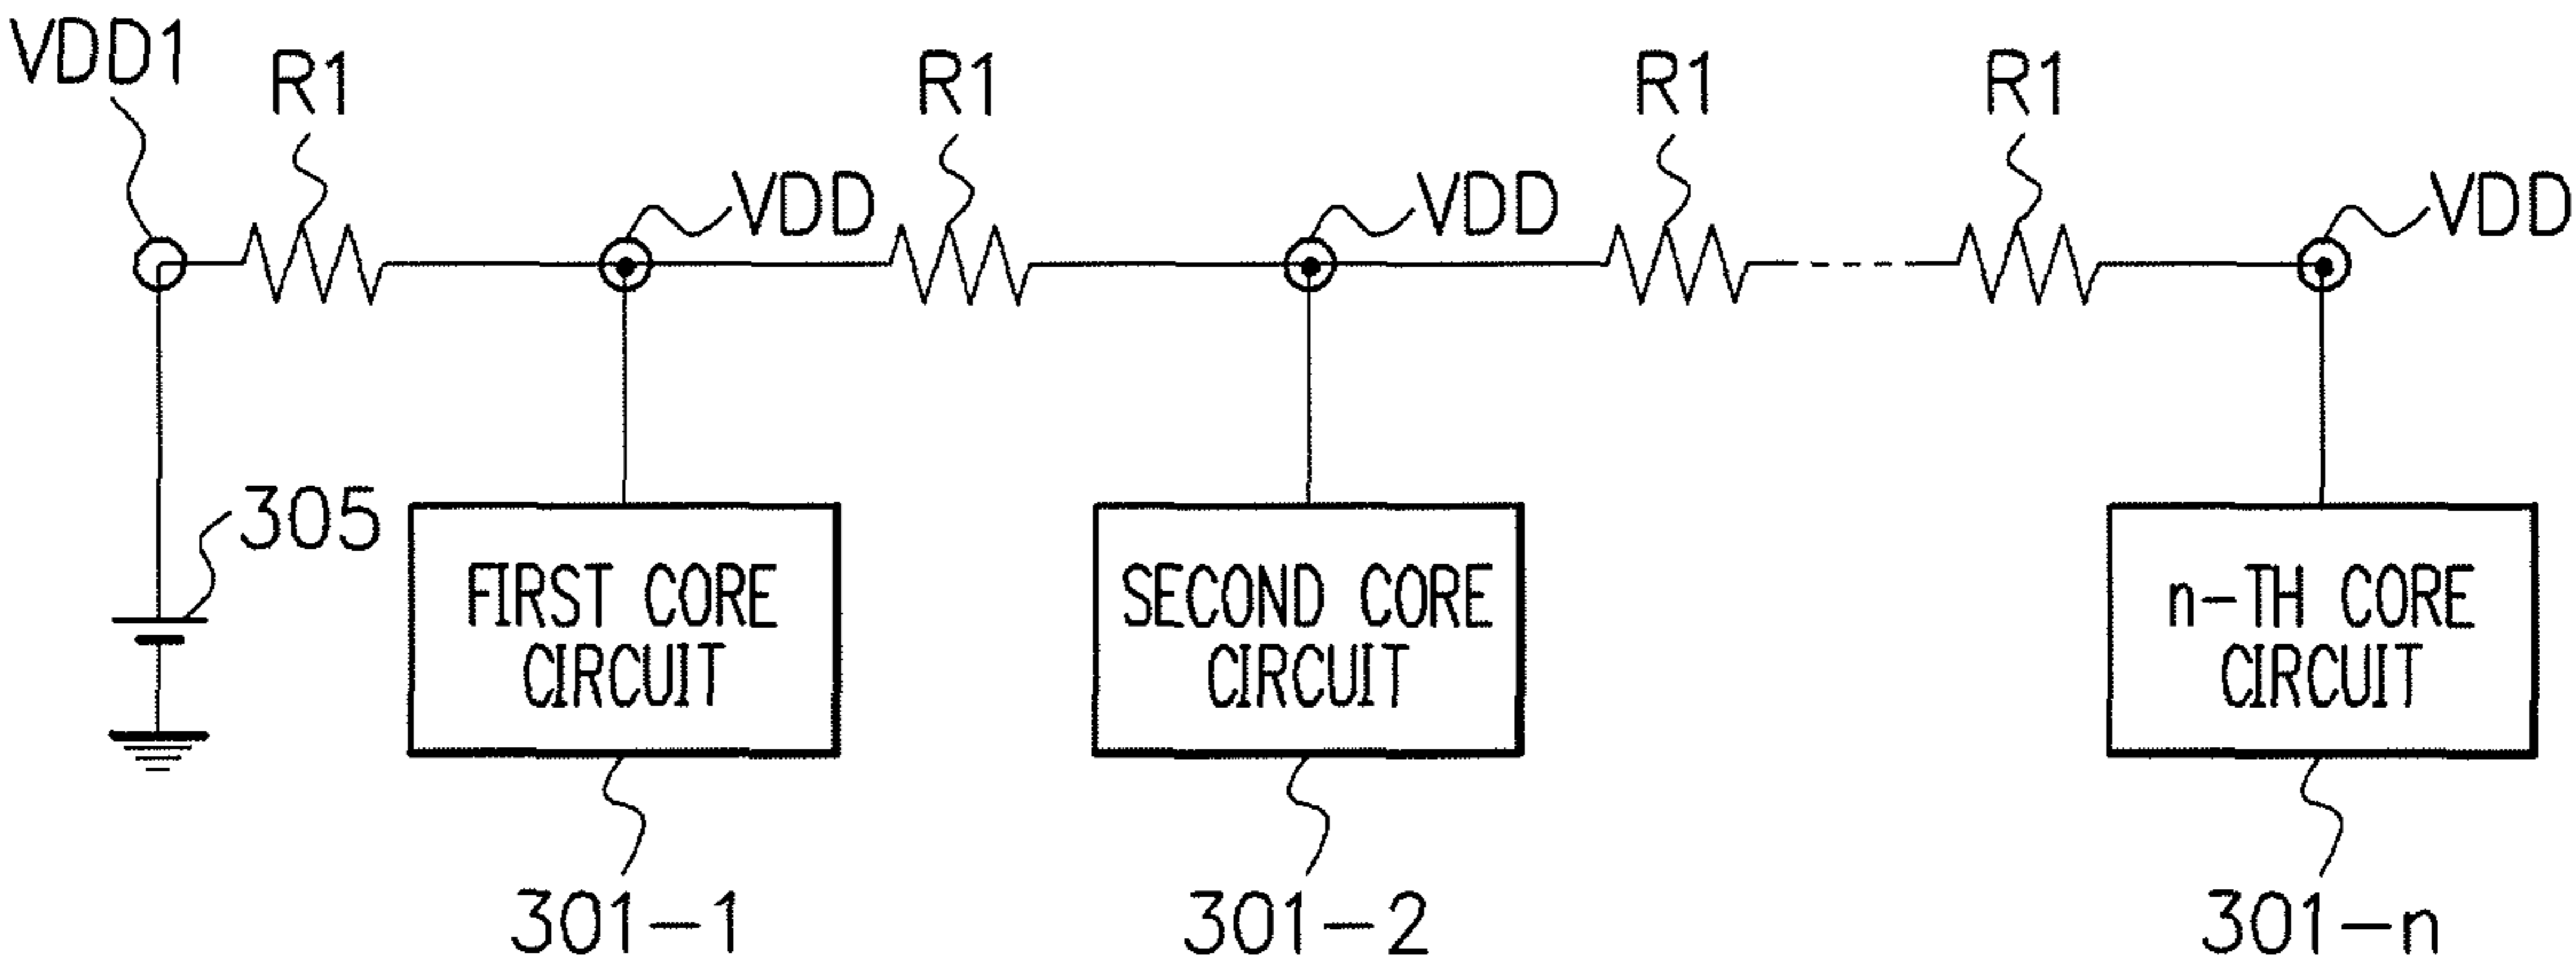 VDD1
R1
R1
R1
R1
VDD
VDD
VDD
305
FIRST CORE
CIRCUIT
SECOND CORE
CIRCUIT
n-TH CORE
CIRCUIT
301-1
301-2
301-n